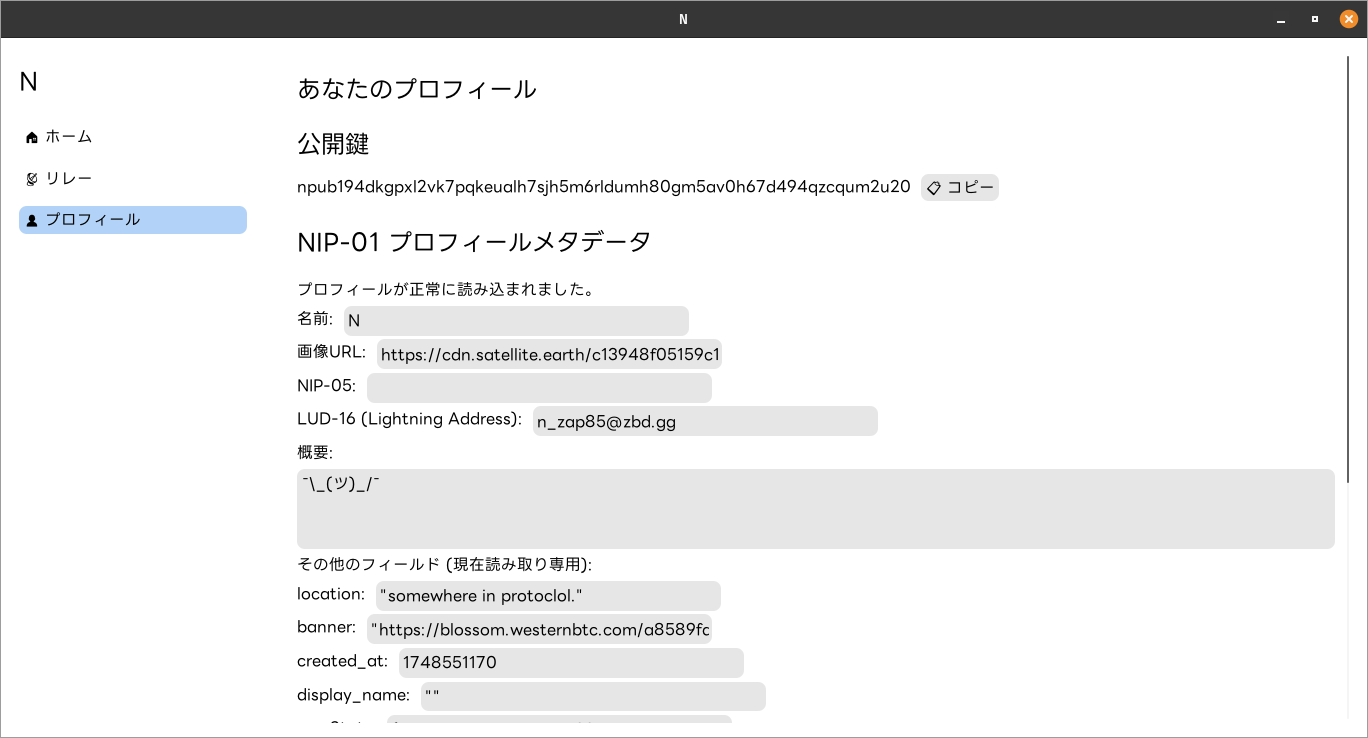 N
N
ホーム
リレー
プロフィール
あなたのプロフィール
公開鍵
npub194dkgpxl2vk7pqkeualh7sjh5m6rldumh80gm5av0h67d494qzcqum2u20 コピー
NIP-01 プロフィールメタデータ
プロフィールが正常に読み込まれました。
名前: N
画像URL: https://cdn.satellite.earth/c13948f05159c1
NIP-05:
LUD-16 (Lightning Address): n_zap85@zbd.gg
概要:
¯\_(ツ)_/¯
その他のフィールド (現在読み取り専用):
location: "somewhere in protoclol."
banner: "https://blossom.westernbtc.com/a8589fc
created_at: 1748551170
display_name: ""